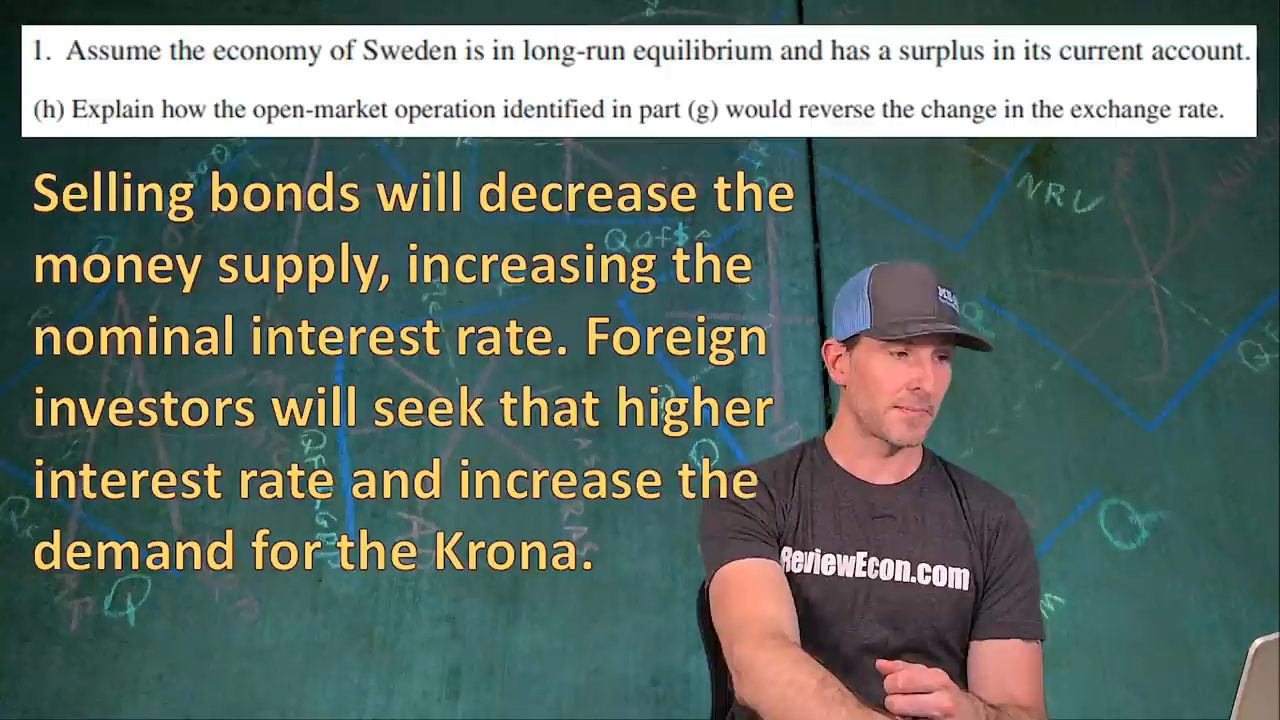 1. Assume the economy of Sweden is in long-run equilibrium and has a surplus in its current account.
(h) Explain how the open-market operation identified in part (g) would reverse the change in the exchange rate.
Selling bonds will decrease the
money supply, increasing the
nominal interest rate. Foreign
investors will seek that higher
interest rate and increase the
demand for the Krona.
NRU
Q of $s
Q
Q
ReviewEcon.com